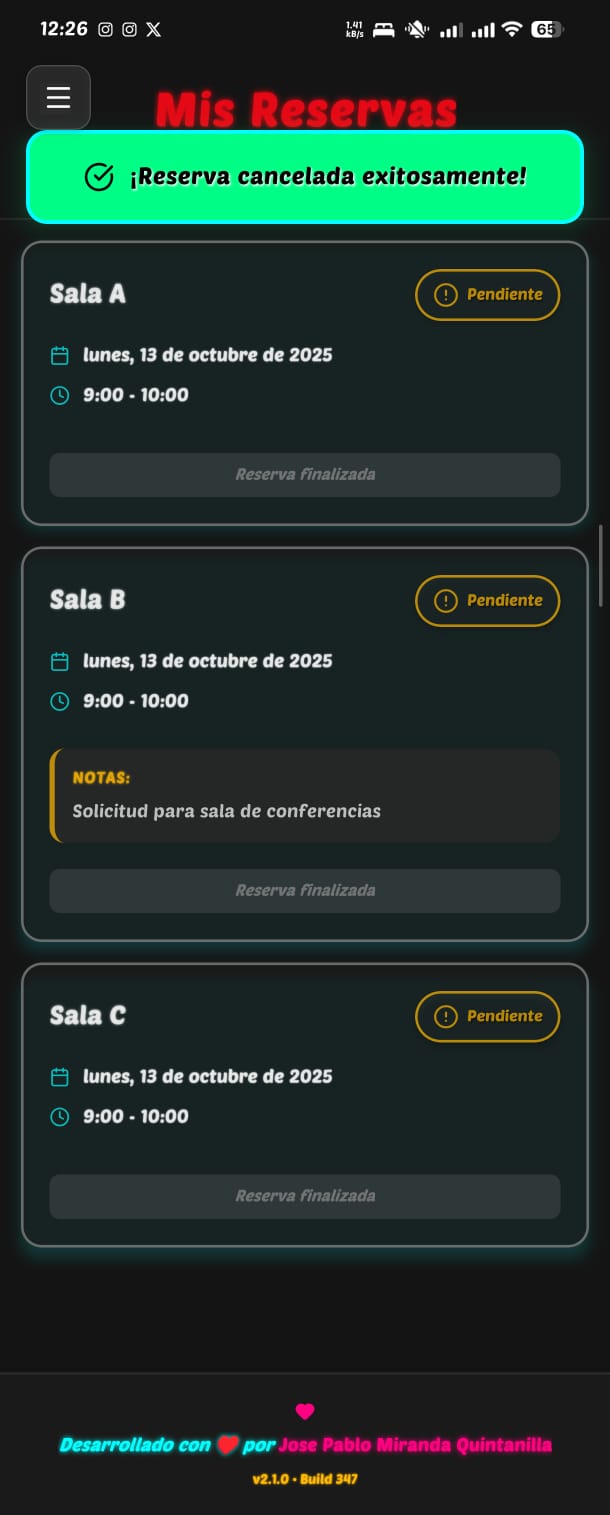 12:26
1.41
kB/s
65
Mis Reservas
¡Reserva cancelada exitosamente!
Sala A
Pendiente
lunes, 13 de octubre de 2025
9:00 - 10:00
Reserva finalizada
Sala B
Pendiente
lunes, 13 de octubre de 2025
9:00 - 10:00
NOTAS:
Solicitud para sala de conferencias
Reserva finalizada
Sala C
Pendiente
lunes, 13 de octubre de 2025
9:00 - 10:00
Reserva finalizada
Desarrollado con ❤️ por Jose Pablo Miranda Quintanilla
v2.1.0 • Build 347